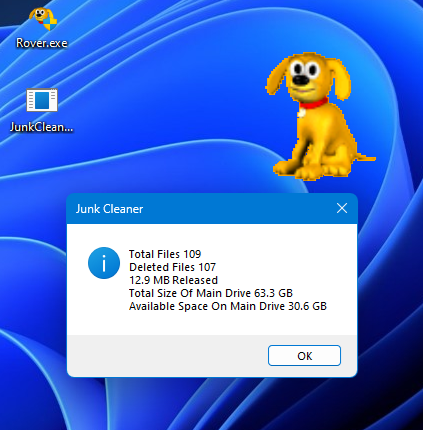 Rover.exe
JunkClean...
Junk Cleaner
Total Files 109
Deleted Files 107
12.9 MB Released
Total Size Of Main Drive 63.3 GB
Available Space On Main Drive 30.6 GB
OK